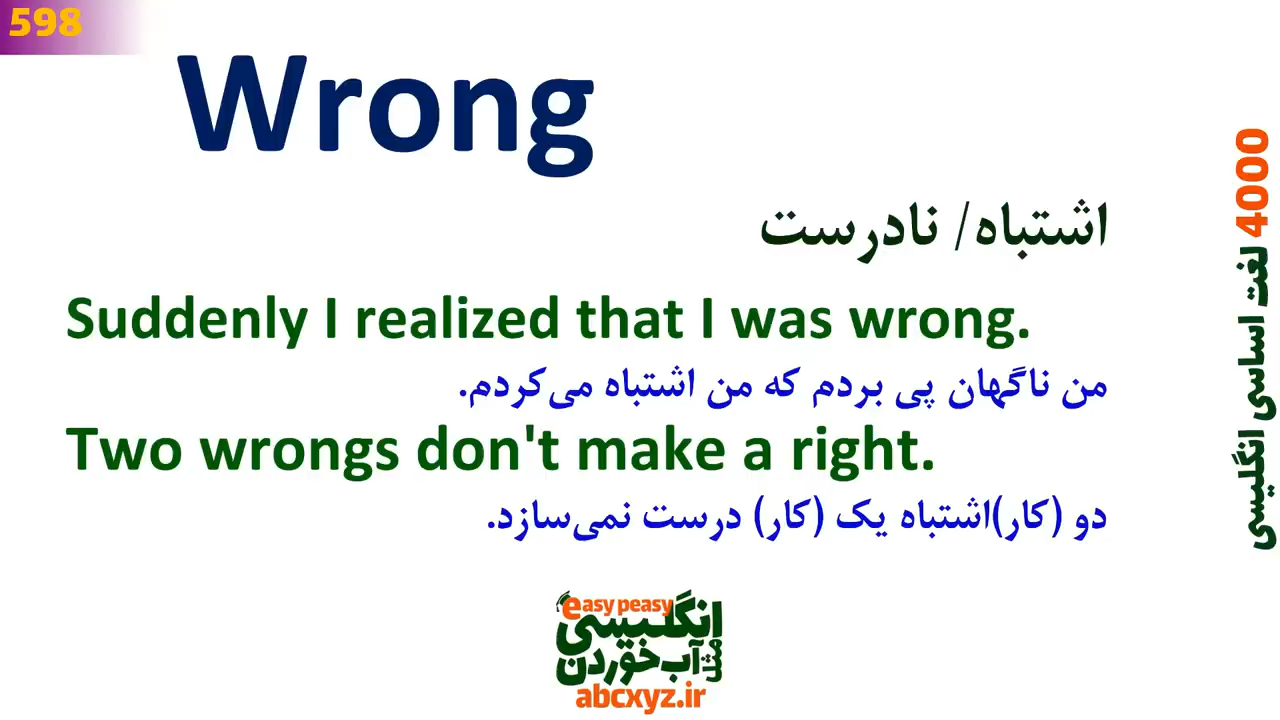 598
Wrong
اشتباه/ نادرست
Suddenly I realized that I was wrong.
من ناگهان پی بردم که من اشتباه می‌کردم.
Two wrongs don't make a right.
دو (کار)اشتباه یک (کار) درست نمی‌سازد.
4000 لغت اساسی انگلیسی
easy peasy
انگلیسی
مثل آب خوردن
abcxyz.ir